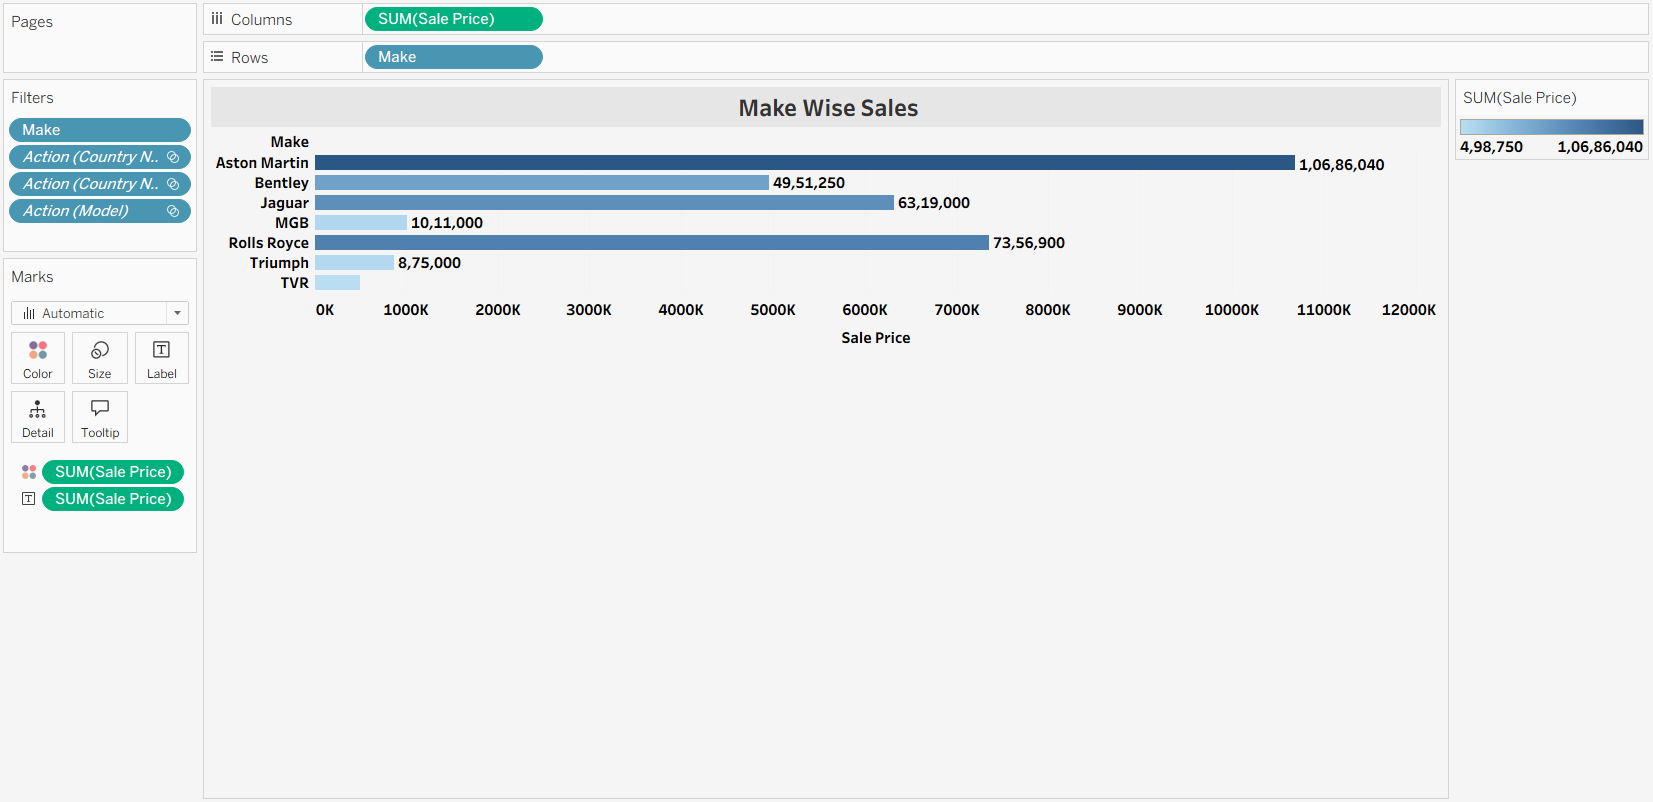 Pages
Columns SUM(Sale Price)
Rows Make
Filters
Make
Action (Country N..
Action (Country N..
Action (Model)
Marks
Automatic
Color Size Label
Detail Tooltip
SUM(Sale Price)
SUM(Sale Price)
Make Wise Sales
Make
Aston Martin 1,06,86,040
Bentley 49,51,250
Jaguar 63,19,000
MGB 10,11,000
Rolls Royce 73,56,900
Triumph 8,75,000
TVR
0K 1000K 2000K 3000K 4000K 5000K 6000K 7000K 8000K 9000K 10000K 11000K 12000K
Sale Price
SUM(Sale Price)
4,98,750 1,06,86,040